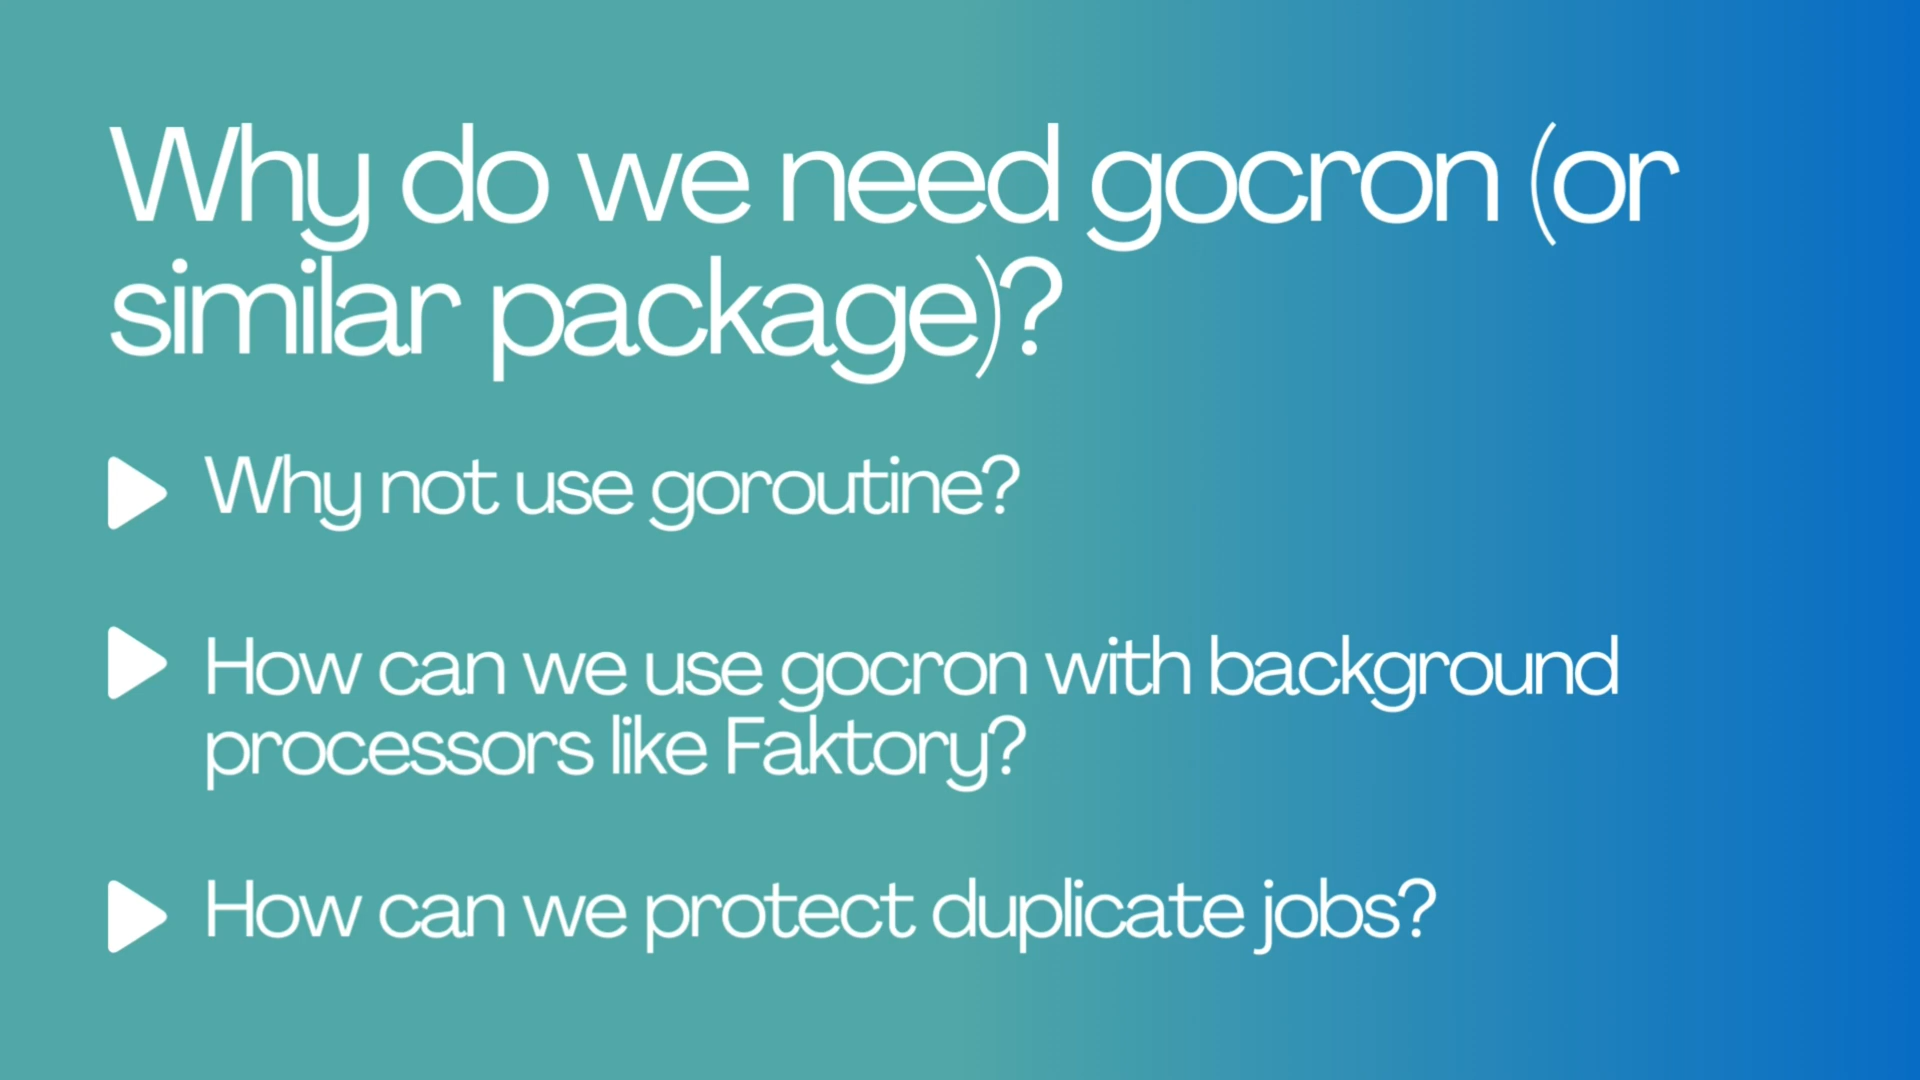 Why do we need gocron (or
similar package)?
Why not use goroutine?
How can we use gocron with background
processors like Faktory?
How can we protect duplicate jobs?